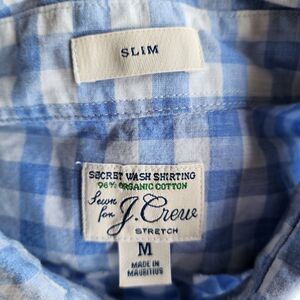 SLIM
SECRET WASH SHIRTING
96% ORGANIC COTTON
Sewn
for J. Crew
STRETCH
M
MADE IN
MAURITIUS